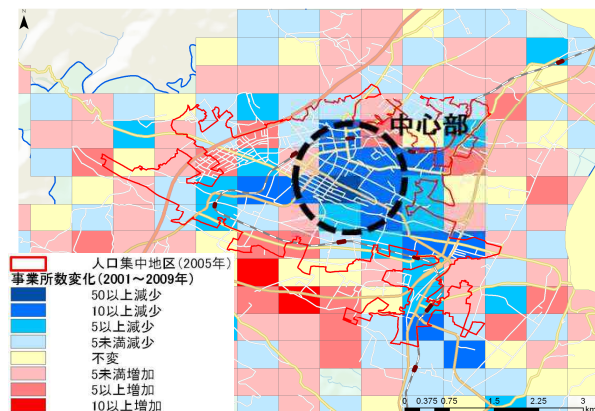 N
中心部
人口集中地区(2005年)
事業所数変化(2001～2009年)
50以上減少
10以上減少
5以上減少
5未満減少
不変
5未満増加
5以上増加
10以上増加
0 0.375 0.75 1.5 2.25 3
km